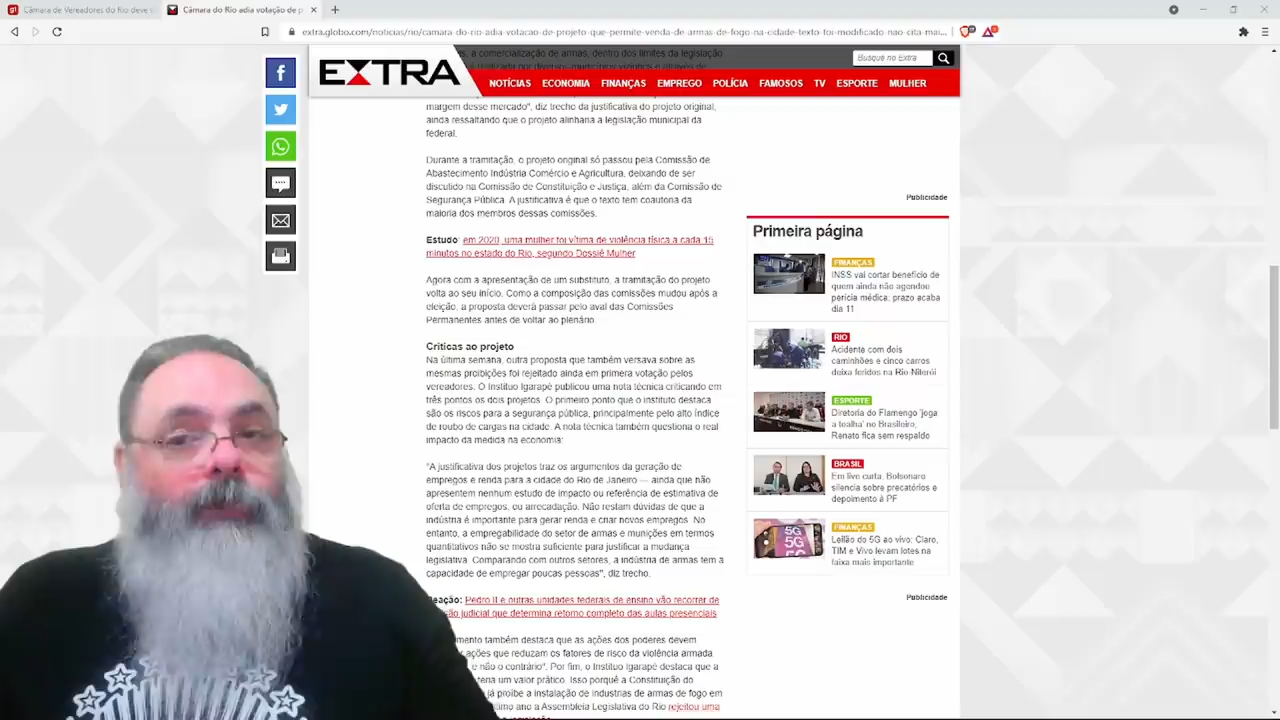 Câmara de Vereadores do Rio deve s
Câmara do Rio adia votação de p
extra.globo.com/noticias/rio/camara-do-rio-adia-votacao-de-projeto-que-permite-venda-de-armas-de-fogo-na-cidade-texto-foi-modificado-nao-cita-mai...
a comercialização de armas, dentro dos limites da legislação
EXTRA
Busque no Extra
NOTÍCIAS ECONOMIA FINANÇAS EMPREGO POLÍCIA FAMOSOS TV ESPORTE MULHER
margem desse mercado", diz trecho da justificativa do projeto original,
ainda ressaltando que o projeto alinharia a legislação municipal da
federal.
Durante a tramitação, o projeto original só passou pela Comissão de
Abastecimento Indústria Comércio e Agricultura, deixando de ser
discutido na Comissão de Constituição e Justiça, além da Comissão de
Segurança Pública. A justificativa é que o texto tem coautoria da
maioria dos membros dessas comissões.
Estudo: em 2020, uma mulher foi vítima de violência física a cada 15
minutos no estado do Rio, segundo Dossiê Mulher
Agora com a apresentação de um substituto, a tramitação do projeto
volta ao seu início. Como a composição das comissões mudou após a
eleição, a proposta deverá passar pelo aval das Comissões
Permanentes antes de voltar ao plenário.
Críticas ao projeto
Na última semana, outra proposta que também versava sobre as
mesmas proibições foi rejeitado ainda em primeira votação pelos
vereadores. O Instituo Igarapé publicou uma nota técnica criticando em
três pontos os dois projetos. O primeiro ponto que o instituto destaca
são os riscos para a segurança pública, principalmente pelo alto índice
de roubo de cargas na cidade. A nota técnica também questiona o real
impacto da medida na economia:
"A justificativa dos projetos traz os argumentos da geração de
empregos e renda para a cidade do Rio de Janeiro — ainda que não
apresentem nenhum estudo de impacto ou referência de estimativa de
oferta de empregos, ou arrecadação. Não restam dúvidas de que a
indústria é importante para gerar renda e criar novos empregos. No
entanto, a empregabilidade do setor de armas e munições em termos
quantitativos não se mostra suficiente para justificar a mudança
legislativa. Comparando com outros setores, a indústria de armas tem a
capacidade de empregar poucas pessoas", diz trecho.
eação: Pedro II e outras unidades federais de ensino vão recorrer de
ão judicial que determina retorno completo das aulas presenciais
mento também destaca que as ações dos poderes devem
ações que reduzam os fatores de risco da violência armada
e não o contrário". Por fim, o Instituo Igarapé destaca que a
teria um valor prático. Isso porquê a Constituição do
já proíbe a instalação de industrias de armas de fogo em
timo ano a Assembleia Legislativa do Rio rejeitou uma
Publicidade
Primeira página
FINANÇAS
INSS vai cortar benefício de
quem ainda não agendou
perícia médica; prazo acaba
dia 11
RIO
Acidente com dois
caminhões e cinco carros
deixa feridos na Rio Niterói
ESPORTE
Diretoria do Flamengo 'joga
a toalha' no Brasileiro,
Renato fica sem respaldo
BRASIL
Em live curta, Bolsonaro
silencia sobre precatórios e
depoimento à PF
FINANÇAS
Leilão do 5G ao vivo: Claro,
TIM e Vivo levam lotes na
faixa mais importante
5G
5G
Publicidade